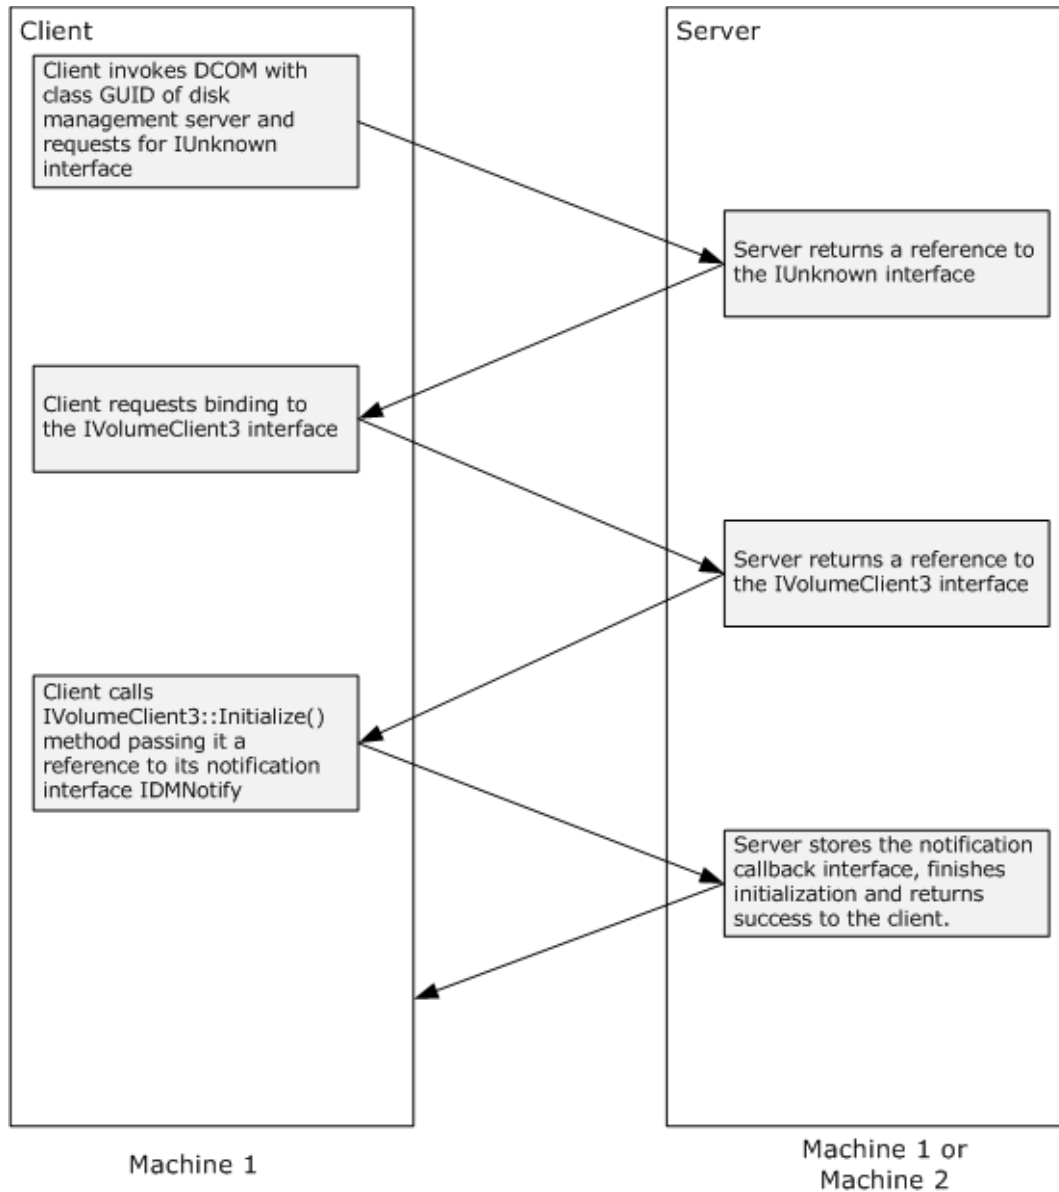 Client
Client invokes DCOM with
class GUID of disk
management server and
requests for IUnknown
interface
Server
Server returns a reference to
the IUnknown interface
Client requests binding to
the IVolumeClient3 interface
Server returns a reference to
the IVolumeClient3 interface
Client calls
IVolumeClient3::Initialize()
method passing it a
reference to its notification
interface IDMNotify
Server stores the notification
callback interface, finishes
initialization and returns
success to the client.
Machine 1
Machine 1 or
Machine 2